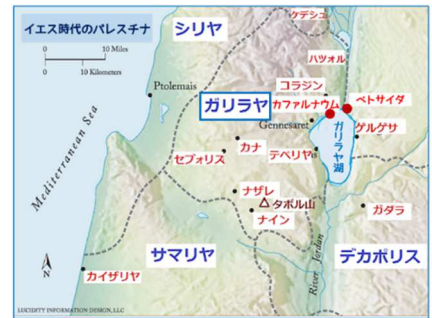 イエス時代のパレスチナ
0 10 Miles
0 10 Kilometers
シリヤ
ケデシュ
ハツォル
Ptolemais
コラジン
カファルナウム
ベトサイダ
ガリラヤ
Gennesaret
ゲルゲサ
カナ
セフォリス
テベリヤ
ガリラヤ湖
ナザレ
タボル山
ナイン
ガダラ
サマリヤ
デカポリス
カイザリヤ
Mediterranean Sea
River Jordan
N
LUCIDITY INFORMATION DESIGN, LLC